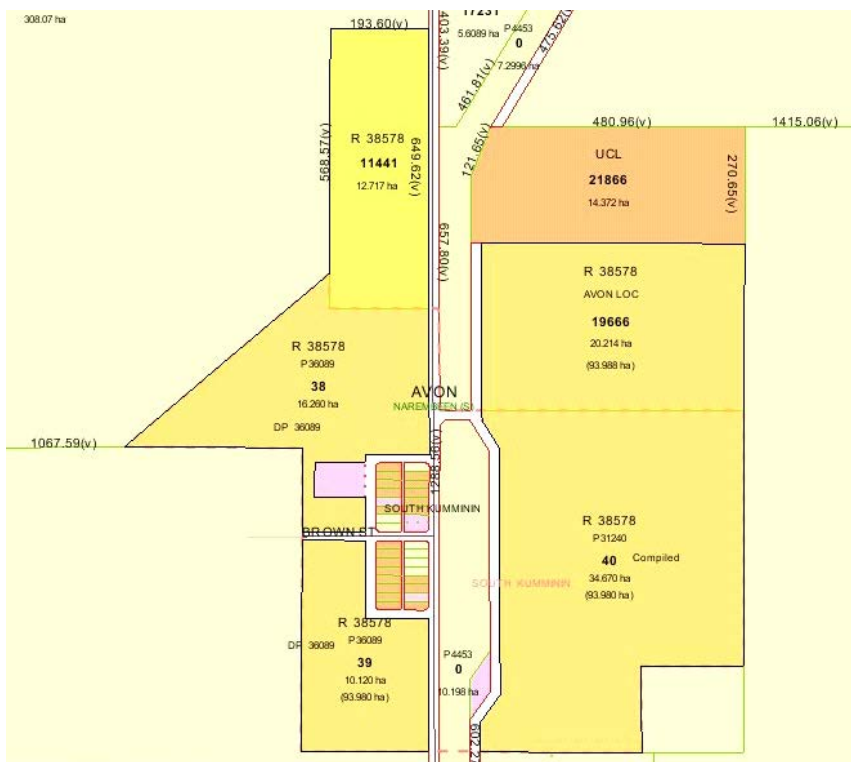 308.07 ha
193.60(v)
403.39(v)
17231
5.6089 ha
P4453
0
7.2996 ha
475.62(v)
461.81(v)
480.96(v)
1415.06(v)
121.65(v)
568.57(v)
R 38578
11441
12.717 ha
649.62(v)
UCL
21866
14.372 ha
270.65(v)
657.80(v)
R 38578
AVON LOC
19666
20.214 ha
(93.988 ha)
R 38578
P36089
38
16.260 ha
DP 36089
AVON
NAREMBEEN (S)
1067.59(v)
1288.56(v)
SOUTH KUMMININ
BROWN ST
R 38578
P31240
40
Compiled
34.670 ha
(93.980 ha)
SOUTH KUMMININ
R 38578
P36089
DP 36089
39
10.120 ha
(93.980 ha)
P4453
0
10.198 ha